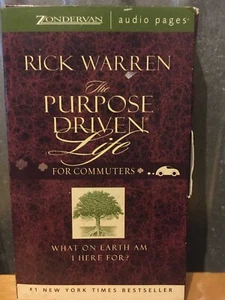 ZONDERVAN | audio pages
RICK WARREN
The
PURPOSE
DRIVEN®
Life
FOR COMMUTERS
WHAT ON EARTH AM
I HERE FOR?
#1 NEW YORK TIMES BESTSELLER